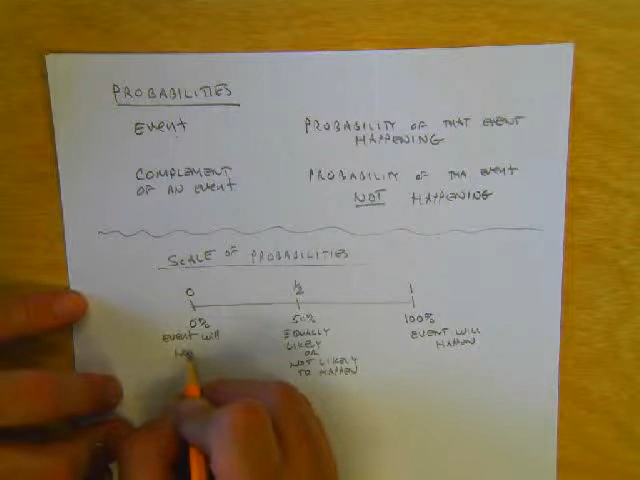 PROBABILITIES
EvenT
PROBABILITY OF THAT EVENT
HAPPENING
COMPLEMENT
OF AN EVENT
PROBABILITY OF THA EVENT
NOT HAPPENING
SCALE OF PROBABILITIES
0 1/2 1
0% 50% 100%
EVENT WILL
EQUALLY
LIKELY
OR
NOT LIKELY
TO HAPPEN
EVENT WILL
HAPPEN